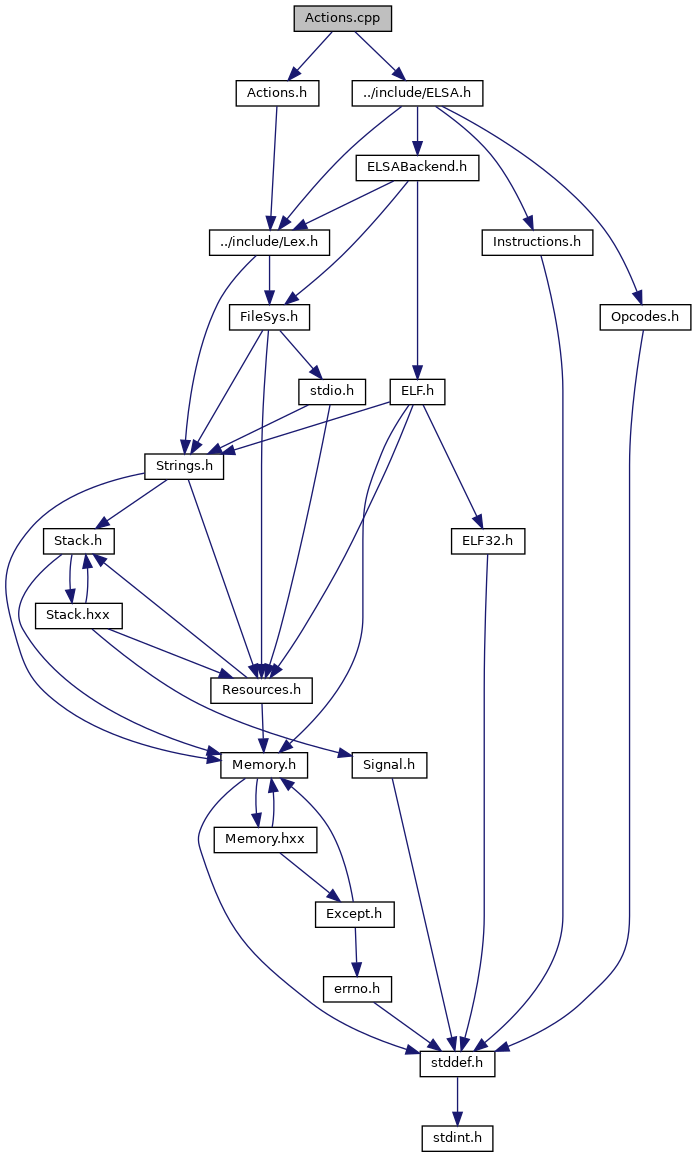 Actions.cpp
Actions.h
../include/ELSA.h
ELSABackend.h
../include/Lex.h
Instructions.h
FileSys.h
Opcodes.h
stdio.h
ELF.h
Strings.h
Stack.h
ELF32.h
Stack.hxx
Resources.h
Memory.h
Signal.h
Memory.hxx
Except.h
errno.h
stddef.h
stdint.h